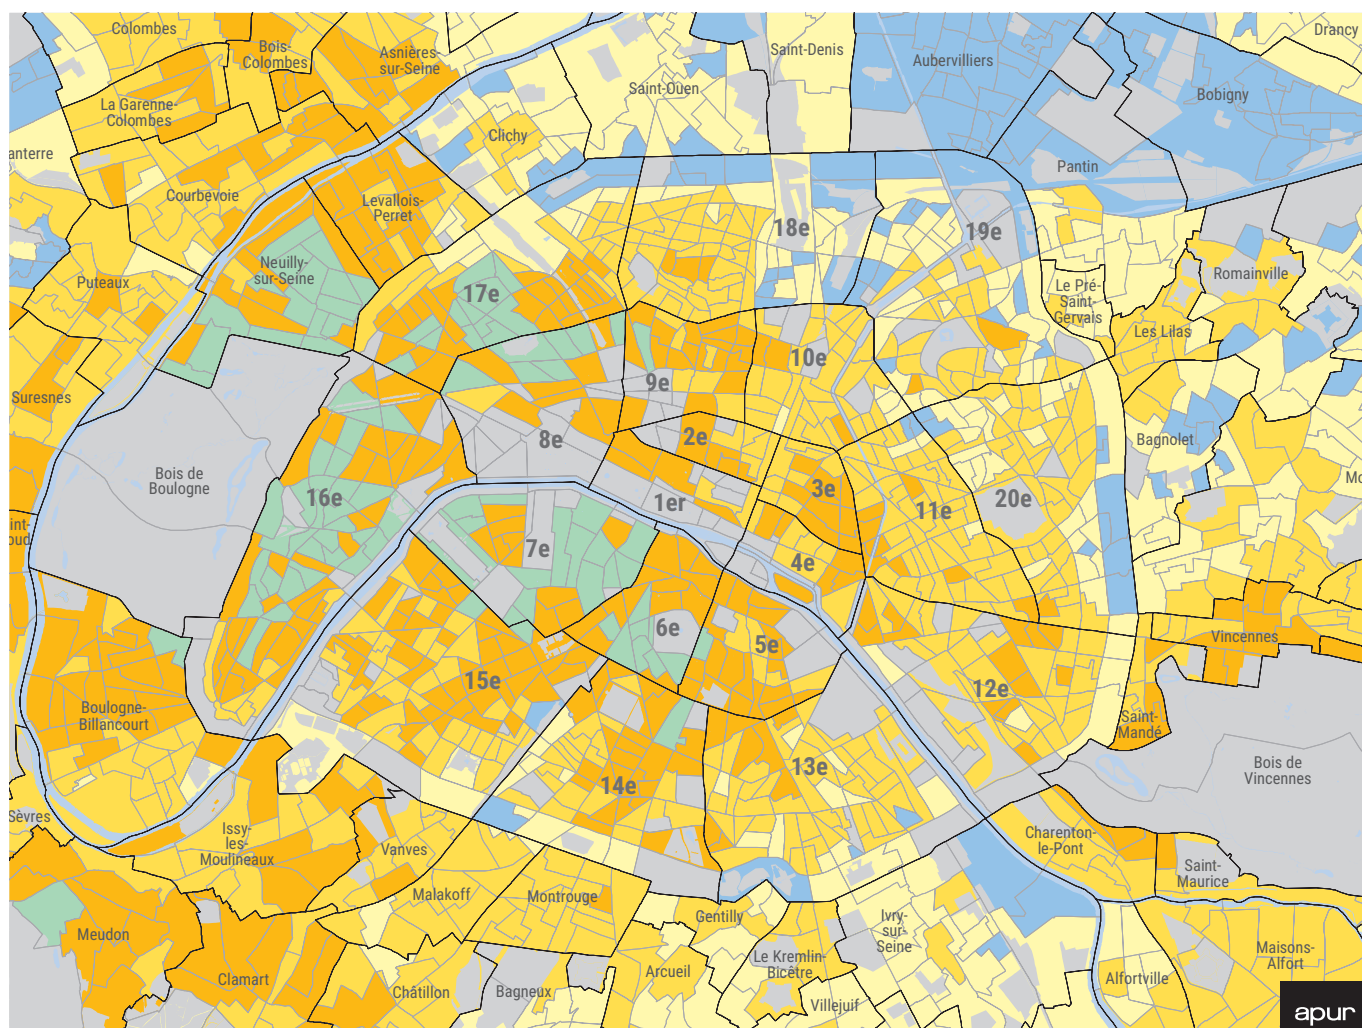 Colombes
Bois-
Colombes
Asnières-
sur-Seine
Saint-Denis
Drancy
Aubervilliers
Saint-Ouen
Bobigny
La Garenne-
Colombes
Clichy
anterre
Pantin
Courbevoie
Levallois-
Perret
18e
19e
Neuilly-
sur-Seine
Puteaux
17e
Romainville
Le Pré-
Saint-
Gervais
Les Lilas
10e
9e
Suresnes
8e
2e
Bagnolet
Bois de
Boulogne
16e
1er
3e
11e
20e
Mo
int-
oud
7e
4e
6e
5e
Vincennes
15e
12e
Boulogne-
Billancourt
Saint-
Mandé
14e
13e
Bois de
Vincennes
Sèvres
Issy-
les-
Moulineaux
Vanves
Charenton-
le-Pont
Saint-
Maurice
Malakoff
Montrouge
Gentilly
Ivry-
sur-
Seine
Meudon
Clamart
Châtillon
Bagneux
Arcueil
Le Kremlin-
Bicêtre
Villejuif
Alfortville
Maisons-
Alfort
apur